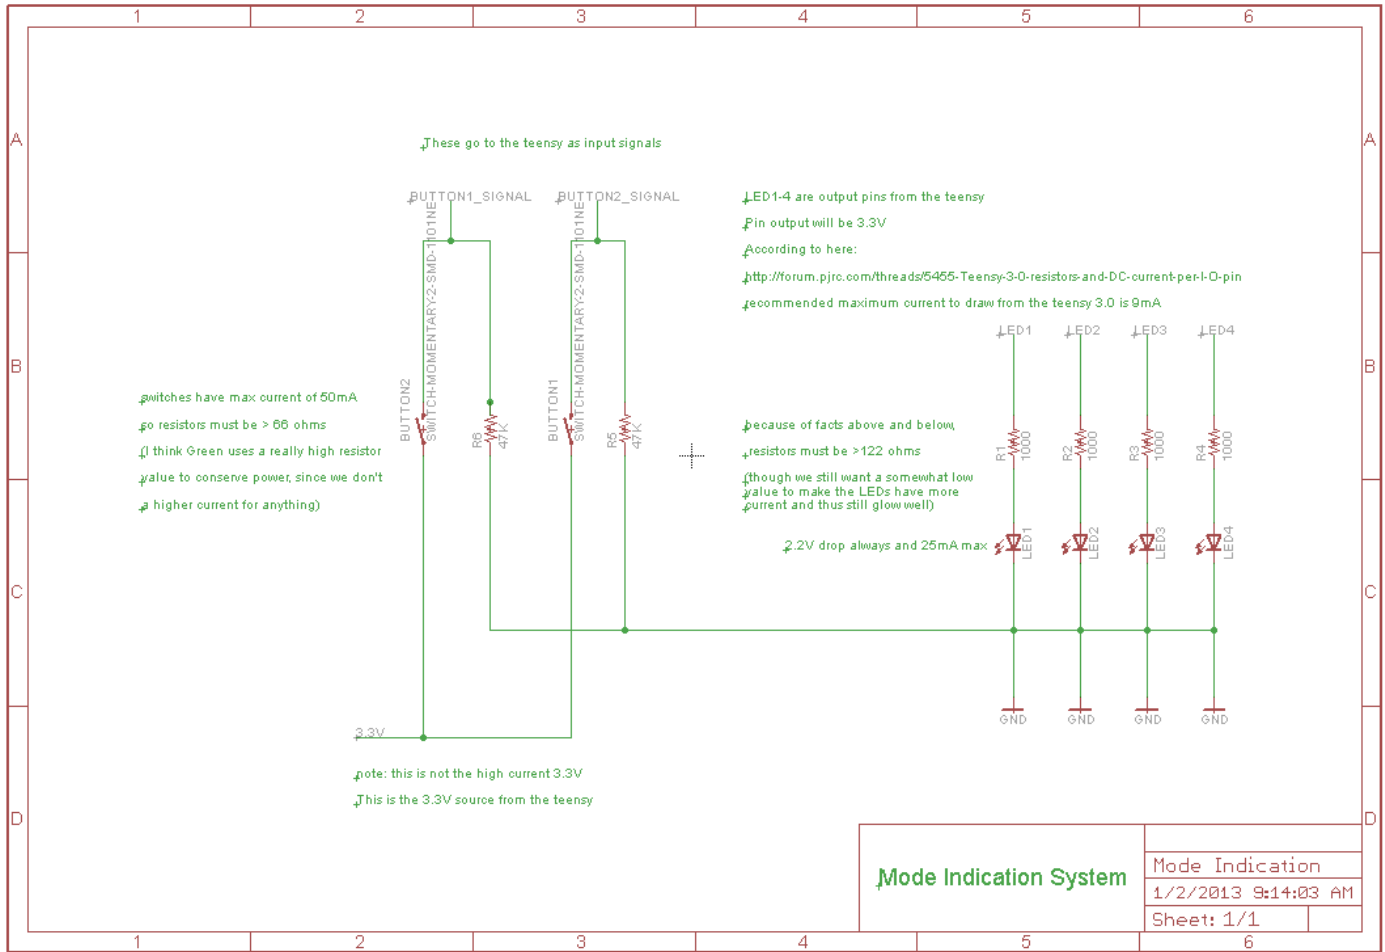 1 2 3 4 5 6
A A
These go to the teensy as input signals
BUTTON1_SIGNAL BUTTON2_SIGNAL
LED1-4 are output pins from the teensy
Pin output will be 3.3V
According to here:
http://forum.pjrc.com/threads/5455-Teensy-3-0-resistors-and-DC-current-per-I-O-pin
recommended maximum current to draw from the teensy 3.0 is 9mA
LED1 LED2 LED3 LED4
B B
switches have max current of 50mA
so resistors must be > 66 ohms
(I think Green uses a really high resistor
value to conserve power, since we don't
a higher current for anything)
BUTTON2
SWITCH-MOMENTARY-2-SMD-1101NE
R6
47K
BUTTON1
SWITCH-MOMENTARY-2-SMD-1101NE
R5
47K
because of facts above and below,
resistors must be >122 ohms
(though we still want a somewhat low
value to make the LEDs have more
current and thus still glow well)
R1
1000
R2
1000
R3
1000
R4
1000
2.2V drop always and 25mA max
LED1
LED2
LED3
LED4
C C
GND GND GND GND
3.3V
note: this is not the high current 3.3V
This is the 3.3V source from the teensy
D D
Mode Indication System
Mode Indication
1/2/2013 9:14:03 AM
Sheet: 1/1
1 2 3 4 5 6